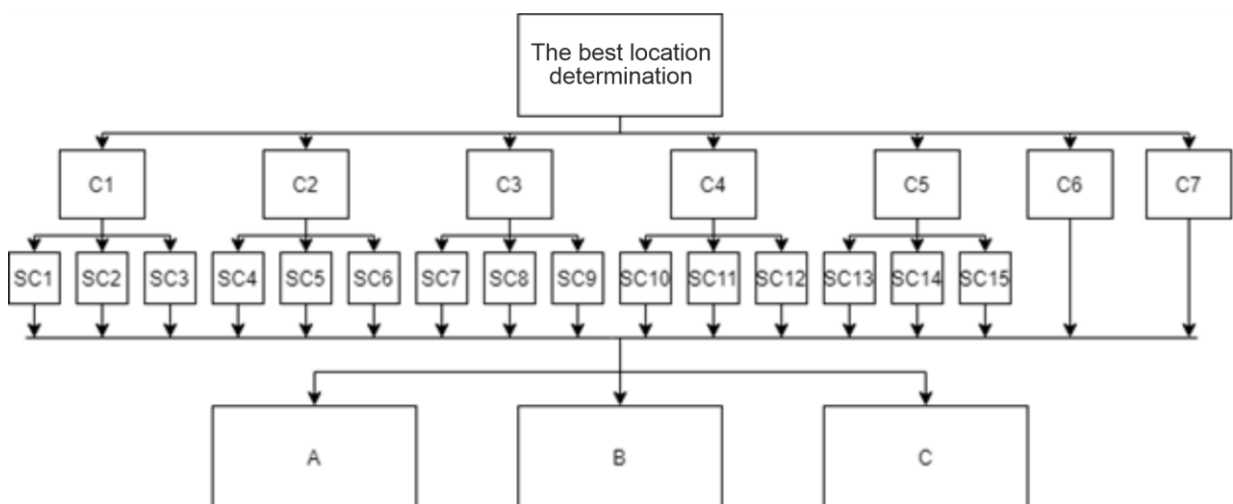 The best location
determination
C1 C2 C3 C4 C5 C6 C7
SC1 SC2 SC3 SC4 SC5 SC6 SC7 SC8 SC9 SC10 SC11 SC12 SC13 SC14 SC15
A B C